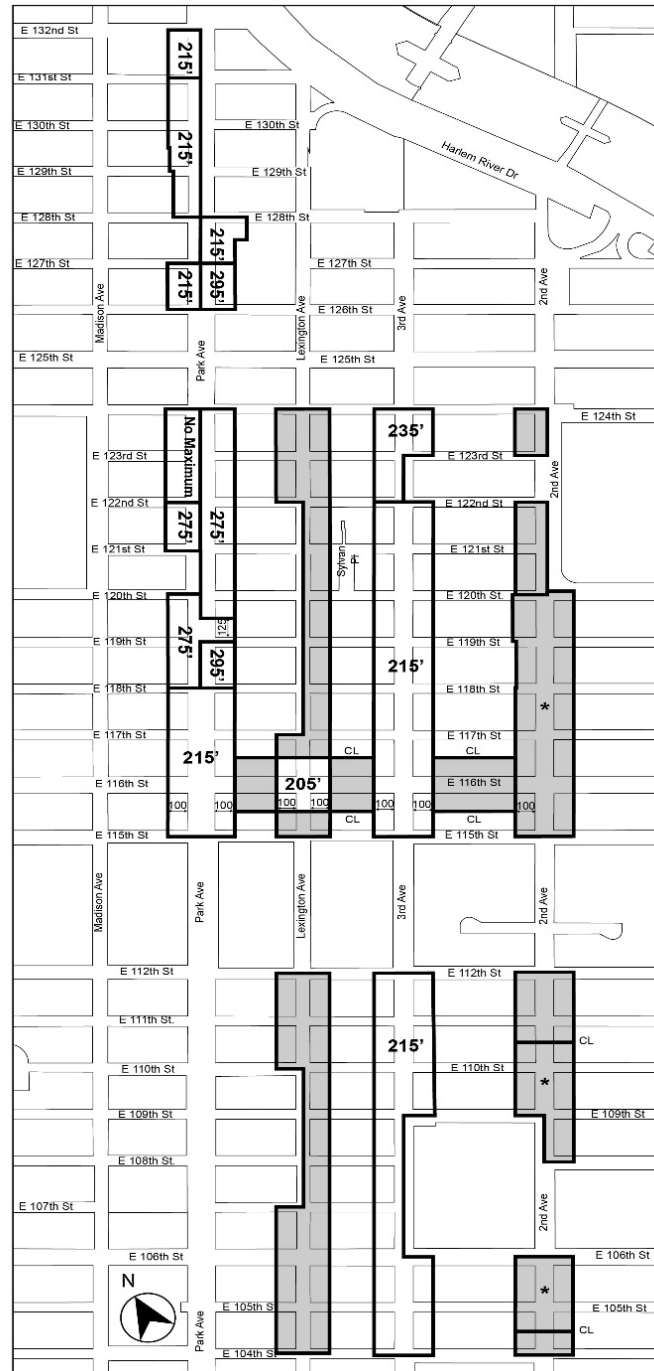 E 132nd St
215'
E 131st St
215'
E 130th St
E 130th St
Harlem River Dr
E 129th St
E 129th St
E 128th St
E 128th St
215'
E 127th St
E 127th St
215'
295'
Madison Ave
Park Ave
Lexington Ave
3rd Ave
2nd Ave
E 126th St
E 125th St
E 125th St
E 124th St
No Maximum
235'
E 123rd St
E 123rd St
2nd Ave
E 122nd St
E 122nd St
275'
275'
E 121st St
E 121st St
Sylvan Pl
E 120th St
E 120th St.
125
E 119th St
E 119th St
275'
295'
215'
E 118th St
E 118th St
*
E 117th St
E 117th St
215'
CL
CL
E 116th St
205'
E 116th St
100
100
100
100
100
100
100
CL
CL
E 115th St
E 115th St
Madison Ave
Park Ave
Lexington Ave
3rd Ave
2nd Ave
E 112th St
E 112th St
E 111th St.
215'
CL
E 110th St
E 110th St
*
E 109th St
E 109th St
E 108th St.
E 107th St
2nd Ave
E 106th St
E 106th St
N
*
E 105th St
E 105th St
Park Ave
CL
E 104th St